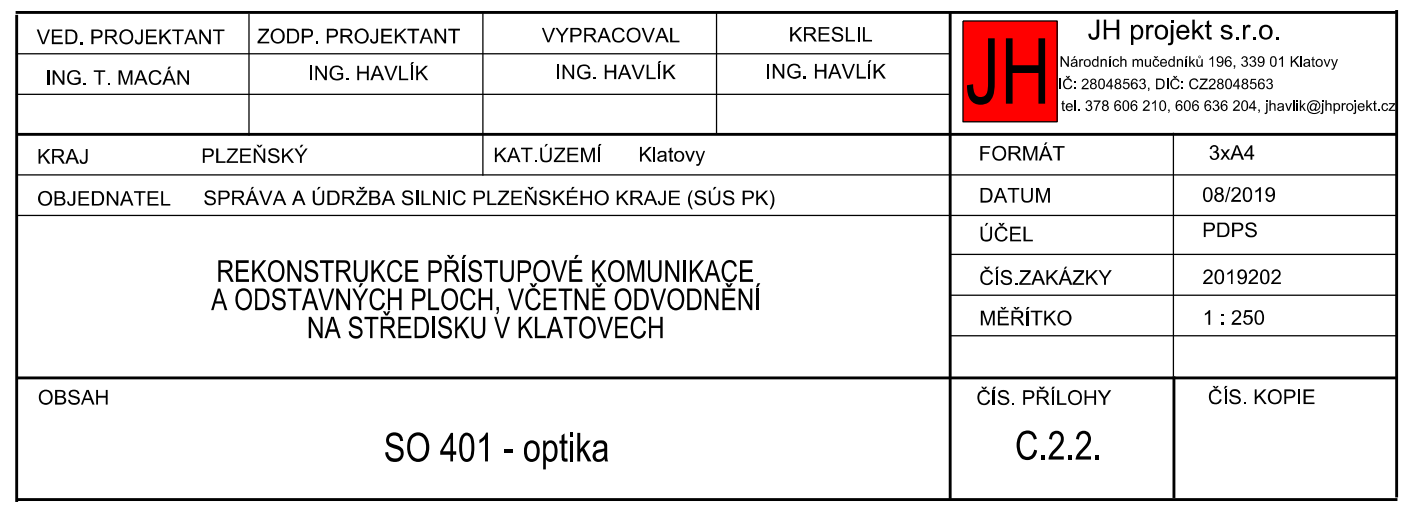 VED. PROJEKTANT ZODP. PROJEKTANT VYPRACOVAL KRESLIL
ING. T. MACÁN ING. HAVLÍK ING. HAVLÍK ING. HAVLÍK
JH
JH projekt s.r.o.
Národních mučedníků 196, 339 01 Klatovy
IČ: 28048563, DIČ: CZ28048563
tel. 378 606 210, 606 636 204, jhavlik@jhprojekt.cz
KRAJ PLZEŇSKÝ KAT.ÚZEMÍ Klatovy
OBJEDNATEL SPRÁVA A ÚDRŽBA SILNIC PLZEŇSKÉHO KRAJE (SÚS PK)
REKONSTRUKCE PŘÍSTUPOVÉ KOMUNIKACE
A ODSTAVNÝCH PLOCH, VČETNĚ ODVODNĚNÍ
NA STŘEDISKU V KLATOVECH
FORMÁT 3xA4
DATUM 08/2019
ÚČEL PDPS
ČÍS.ZAKÁZKY 2019202
MĚŘÍTKO 1 : 250
OBSAH
SO 401 - optika
ČÍS. PŘÍLOHY ČÍS. KOPIE
C.2.2.